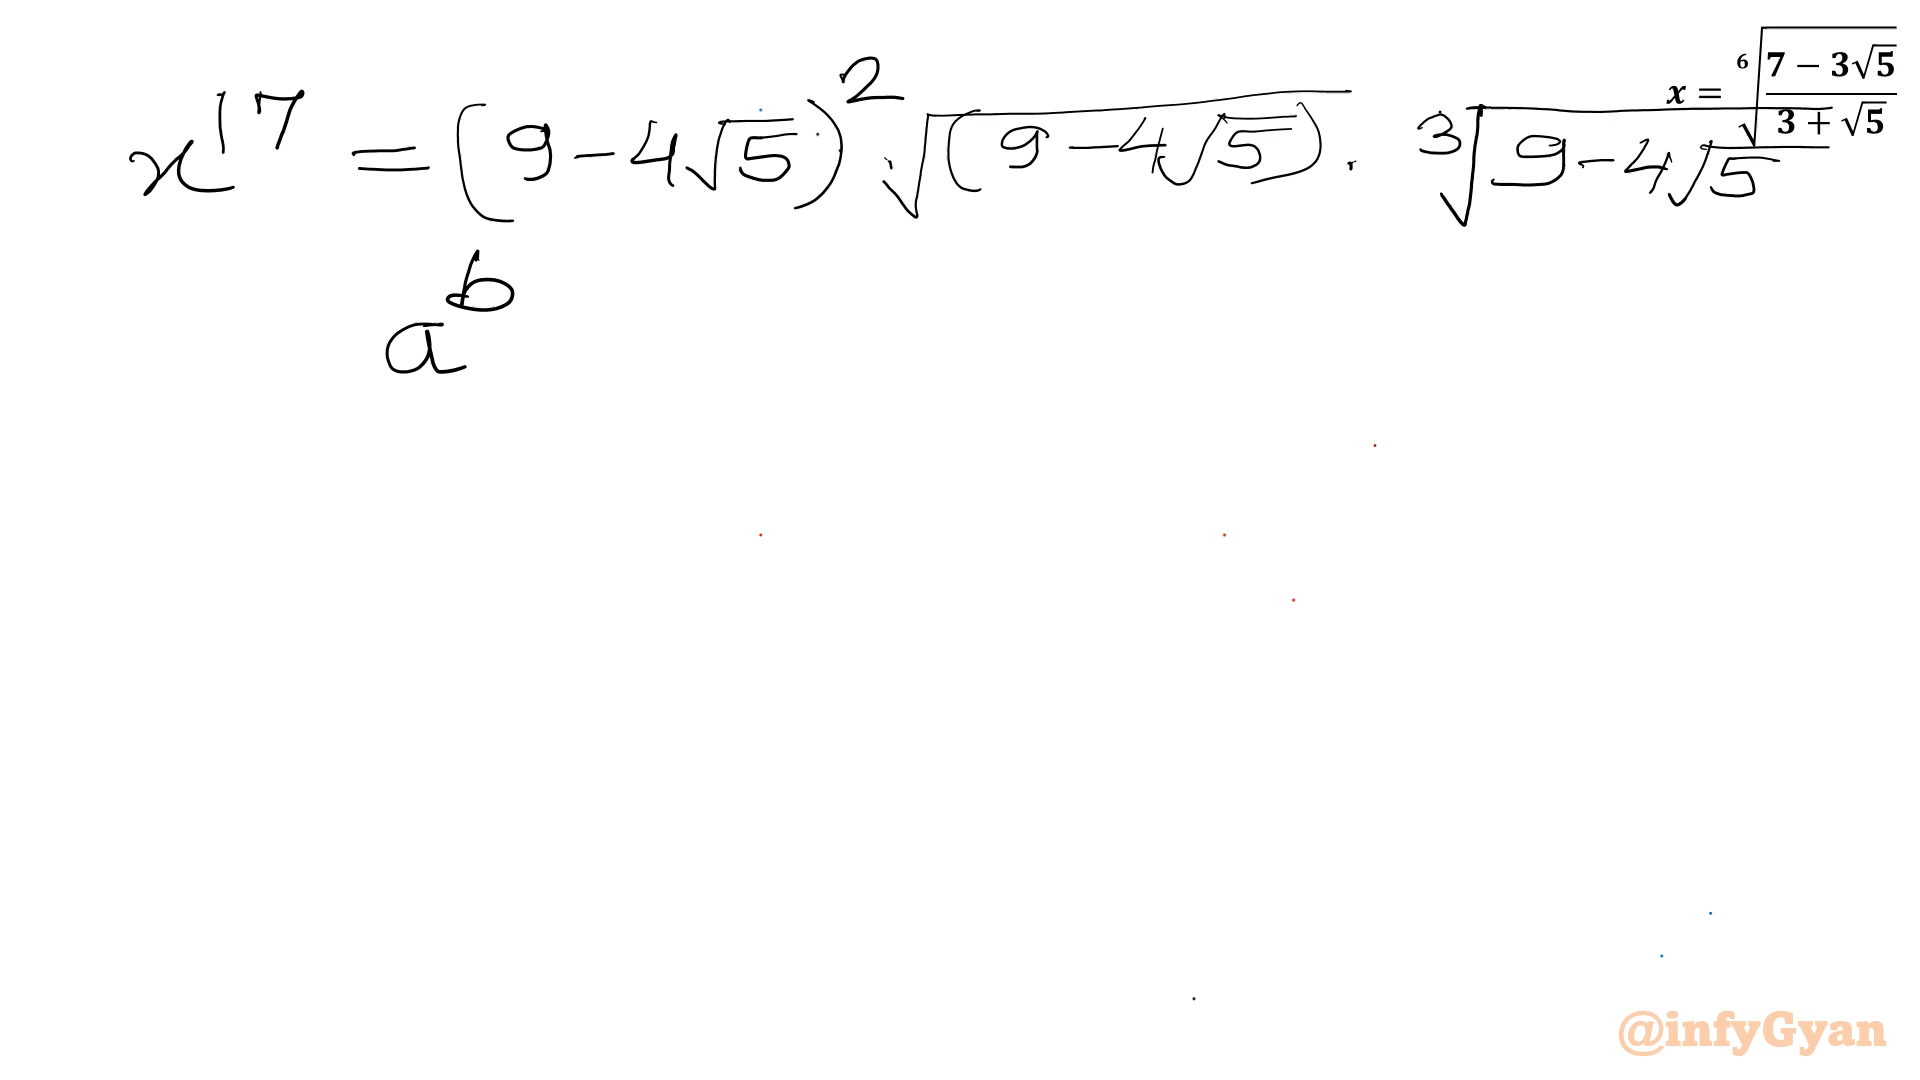 x = ⁶√((7 − 3√5)/(3 + √5))
x¹⁷ = (9 − 4√5)² · √(9 − 4√5) · ³√(9 − 4√5)
aᵇ
@infyGyan